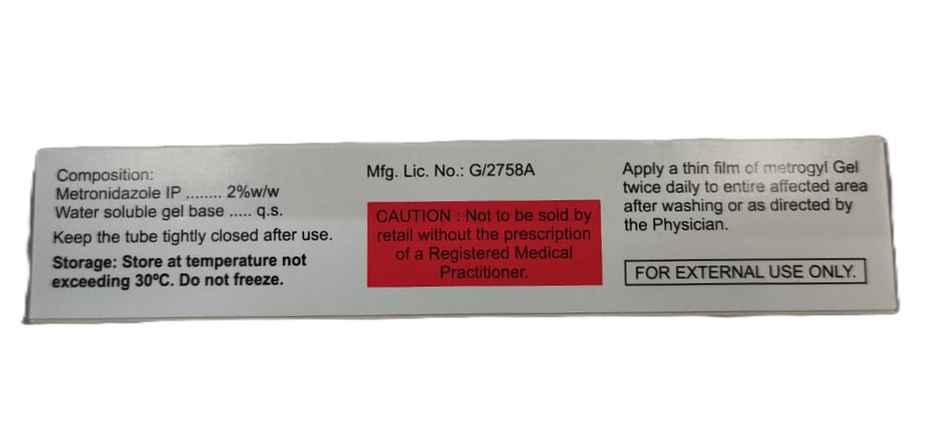 Composition:
Metronidazole IP ........ 2%w/w
Water soluble gel base ..... q.s.
Keep the tube tightly closed after use.
Storage: Store at temperature not
exceeding 30ºC. Do not freeze.
Mfg. Lic. No.: G/2758A
CAUTION : Not to be sold by
retail without the prescription
of a Registered Medical
Practitioner.
Apply a thin film of metrogyl Gel
twice daily to entire affected area
after washing or as directed by
the Physician.
FOR EXTERNAL USE ONLY.